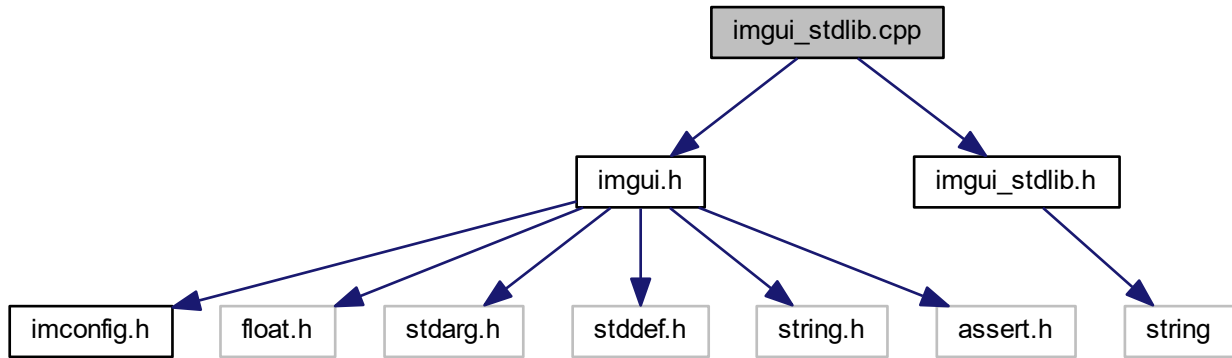 imgui_stdlib.cpp
imgui.h
imgui_stdlib.h
imconfig.h
float.h
stdarg.h
stddef.h
string.h
assert.h
string